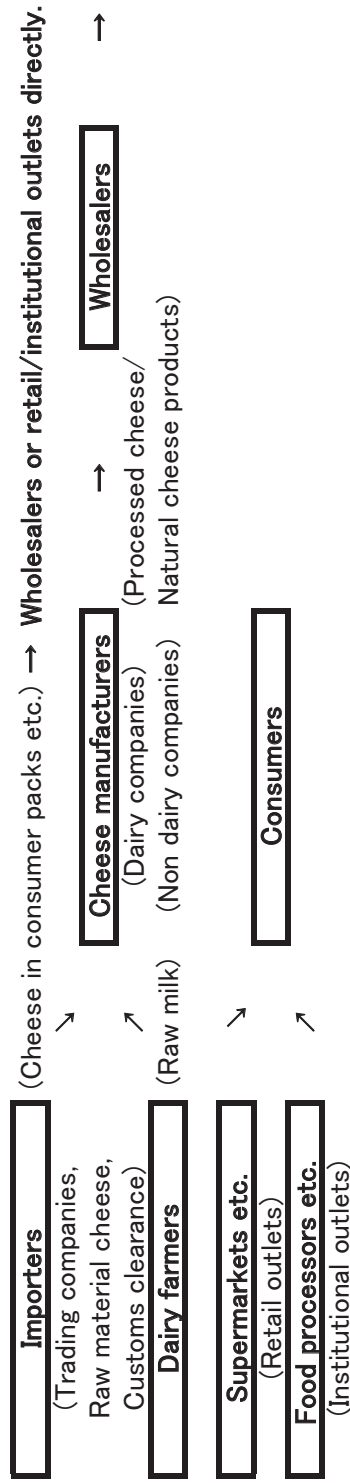 Importers
(Cheese in consumer packs etc.) → Wholesalers or retail/institutional outlets directly.
(Trading companies,
Raw material cheese,
Customs clearance)
Cheese manufacturers
(Dairy companies)
(Non dairy companies)
→
(Processed cheese/
Natural cheese products)
Wholesalers
→
Dairy farmers
(Raw milk)
Supermarkets etc.
(Retail outlets)
Consumers
Food processors etc.
(Institutional outlets)